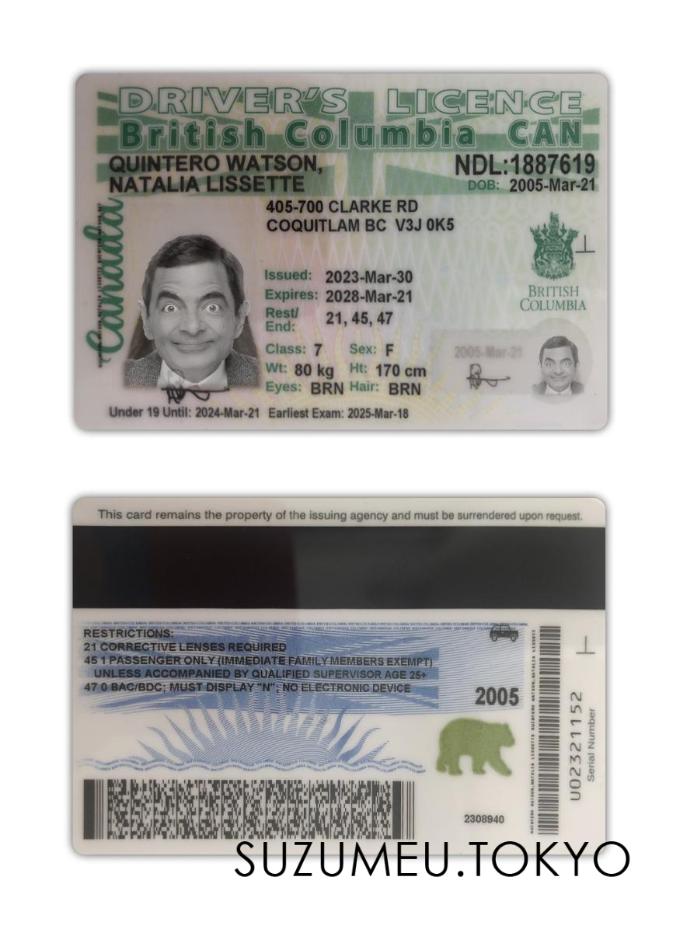 DRIVER'S LICENCE
British Columbia CAN
QUINTERO WATSON,
NATALIA LISSETTE
NDL:1887619
DOB: 2005-Mar-21
405-700 CLARKE RD
COQUITLAM BC V3J 0K5
Canada
Issued: 2023-Mar-30
Expires: 2028-Mar-21
Rest/
End: 21, 45, 47
Class: 7 Sex: F
Wt: 80 kg Ht: 170 cm
Eyes: BRN Hair: BRN
Under 19 Until: 2024-Mar-21 Earliest Exam: 2025-Mar-18
BRITISH
COLUMBIA
2005-Mar-21
This card remains the property of the issuing agency and must be surrendered upon request.
RESTRICTIONS:
21 CORRECTIVE LENSES REQUIRED
45 1 PASSENGER ONLY (IMMEDIATE FAMILY MEMBERS EXEMPT)
UNLESS ACCOMPANIED BY QUALIFIED SUPERVISOR AGE 25+
47 0 BAC/BDC; MUST DISPLAY "N"; NO ELECTRONIC DEVICE
2005
U02321152
Serial Number
2308940
SUZUMEU.TOKYO